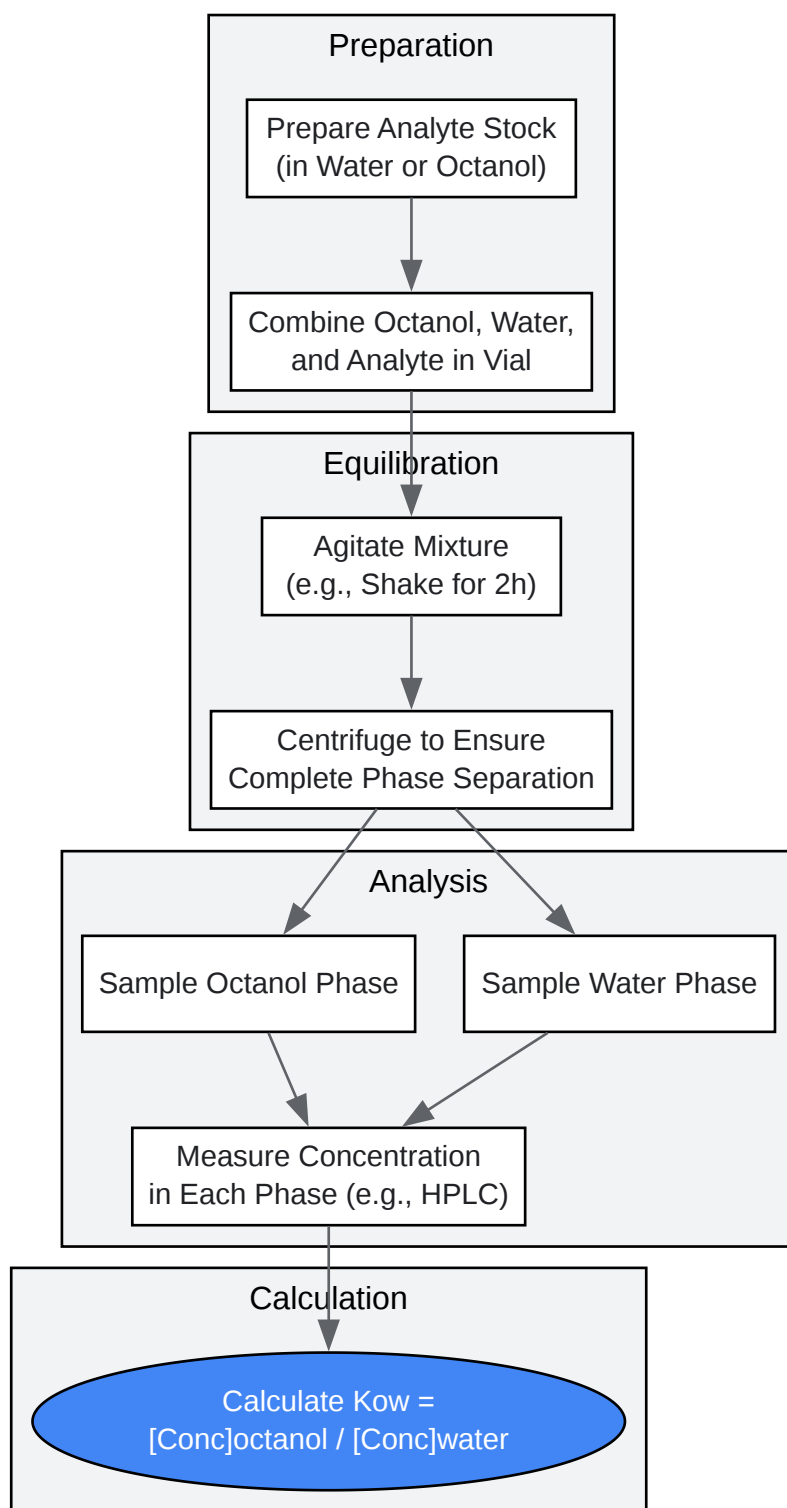 Preparation
Prepare Analyte Stock
(in Water or Octanol)
Combine Octanol, Water,
and Analyte in Vial
Equilibration
Agitate Mixture
(e.g., Shake for 2h)
Centrifuge to Ensure
Complete Phase Separation
Analysis
Sample Octanol Phase
Sample Water Phase
Measure Concentration
in Each Phase (e.g., HPLC)
Calculation
Calculate Kow =
[Conc]octanol / [Conc]water